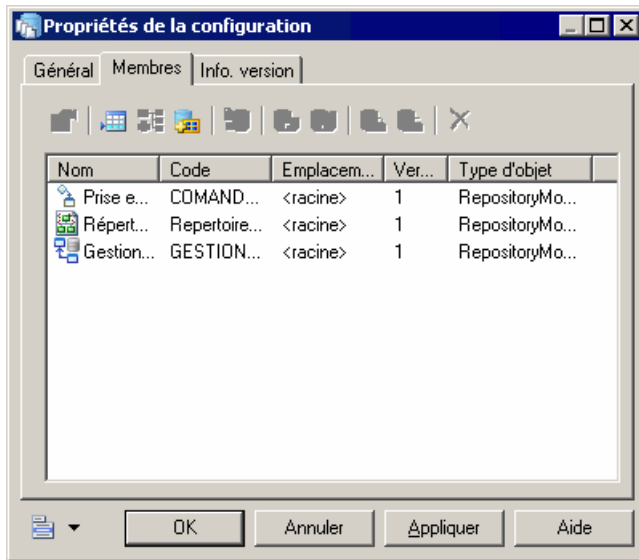 Propriétés de la configuration
Général Membres Info. version
Nom Code Emplacem... Ver... Type d'objet
Prise e... COMAND... <racine> 1 RepositoryMo...
Répert... Repertoire... <racine> 1 RepositoryMo...
Gestion... GESTION... <racine> 1 RepositoryMo...
OK Annuler Appliquer Aide